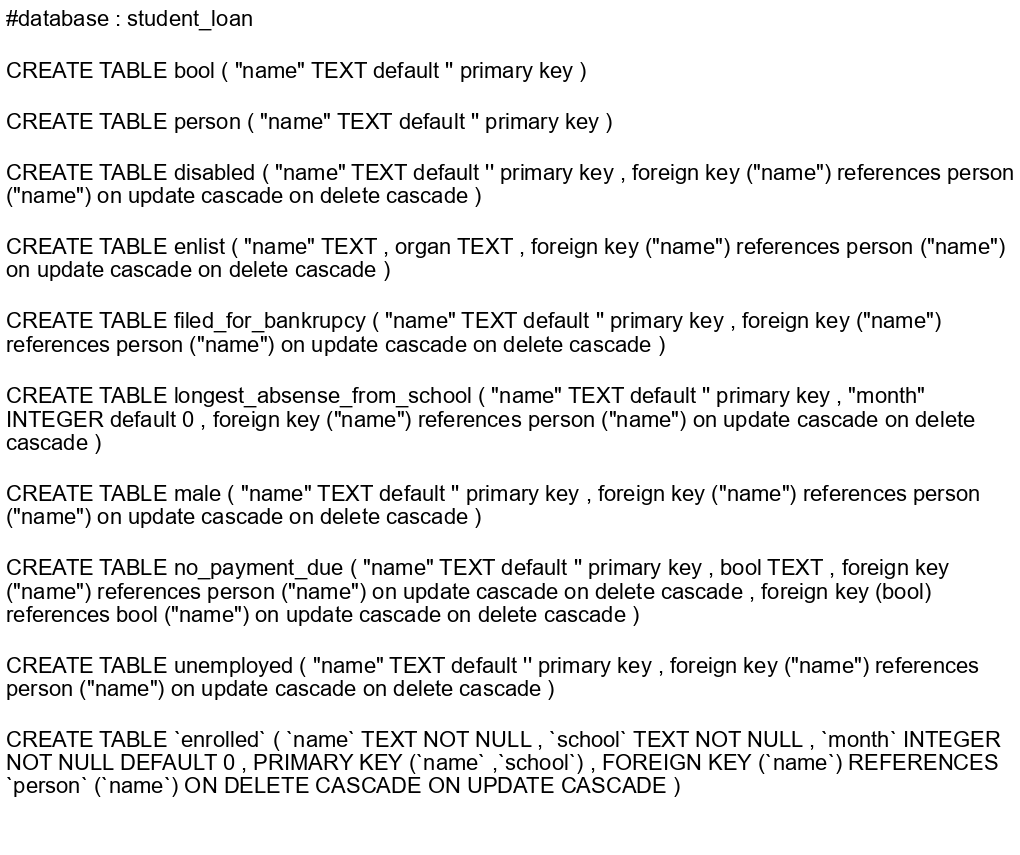 #database : student_loan
CREATE TABLE bool ( "name" TEXT default '' primary key )
CREATE TABLE person ( "name" TEXT default '' primary key )
CREATE TABLE disabled ( "name" TEXT default '' primary key , foreign key ("name") references person
("name") on update cascade on delete cascade )
CREATE TABLE enlist ( "name" TEXT , organ TEXT , foreign key ("name") references person ("name")
on update cascade on delete cascade )
CREATE TABLE filed_for_bankrupcy ( "name" TEXT default '' primary key , foreign key ("name")
references person ("name") on update cascade on delete cascade )
CREATE TABLE longest_absense_from_school ( "name" TEXT default '' primary key , "month"
INTEGER default 0 , foreign key ("name") references person ("name") on update cascade on delete
cascade )
CREATE TABLE male ( "name" TEXT default '' primary key , foreign key ("name") references person
("name") on update cascade on delete cascade )
CREATE TABLE no_payment_due ( "name" TEXT default '' primary key , bool TEXT , foreign key
("name") references person ("name") on update cascade on delete cascade , foreign key (bool)
references bool ("name") on update cascade on delete cascade )
CREATE TABLE unemployed ( "name" TEXT default '' primary key , foreign key ("name") references
person ("name") on update cascade on delete cascade )
CREATE TABLE `enrolled` ( `name` TEXT NOT NULL , `school` TEXT NOT NULL , `month` INTEGER
NOT NULL DEFAULT 0 , PRIMARY KEY (`name` ,`school`) , FOREIGN KEY (`name`) REFERENCES
`person` (`name`) ON DELETE CASCADE ON UPDATE CASCADE )